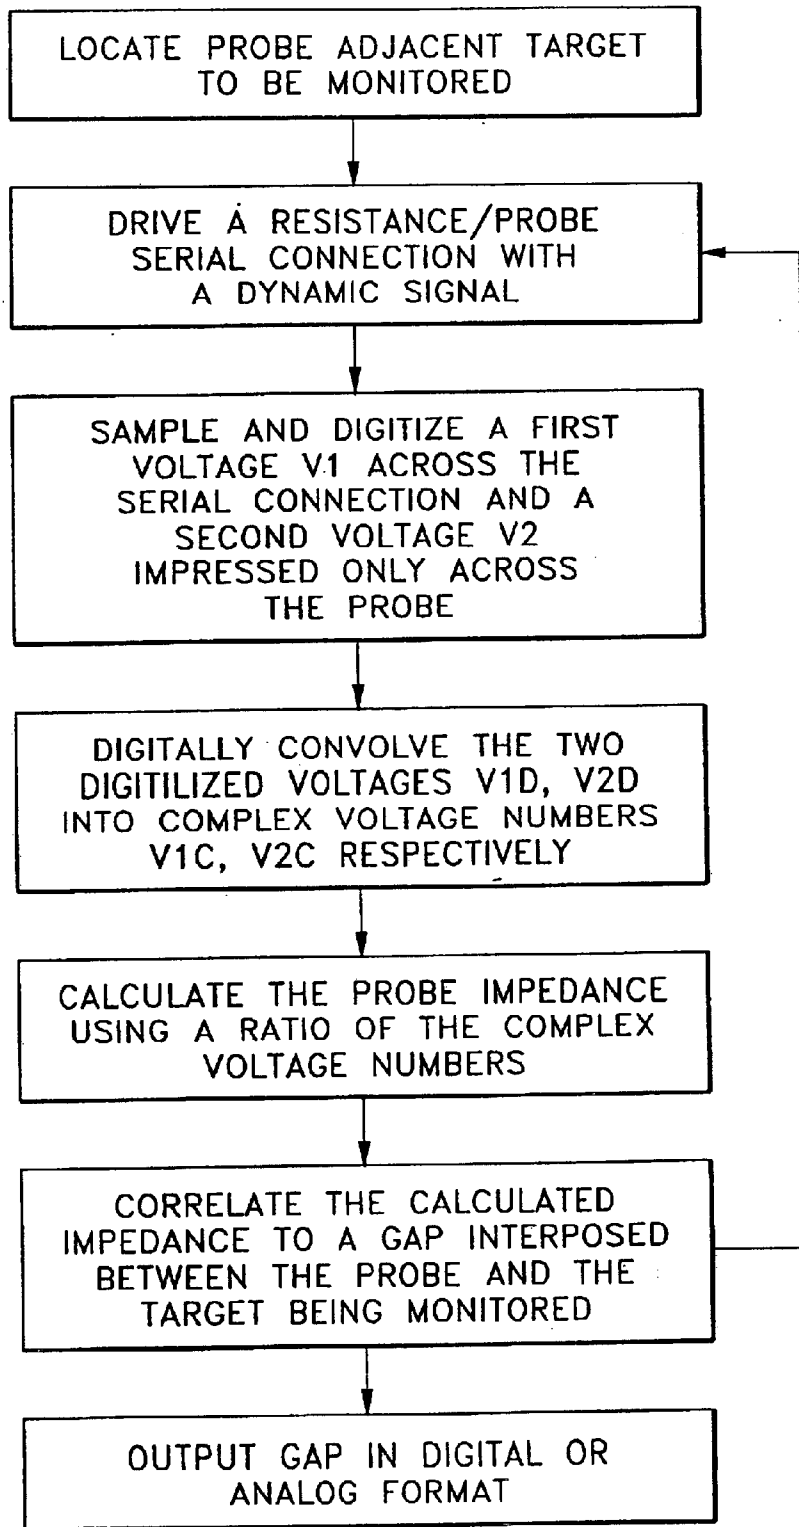 LOCATE PROBE ADJACENT TARGET
TO BE MONITORED
DRIVE A RESISTANCE/PROBE
SERIAL CONNECTION WITH
A DYNAMIC SIGNAL
SAMPLE AND DIGITIZE A FIRST
VOLTAGE V1 ACROSS THE
SERIAL CONNECTION AND A
SECOND VOLTAGE V2
IMPRESSED ONLY ACROSS
THE PROBE
DIGITALLY CONVOLVE THE TWO
DIGITILIZED VOLTAGES V1D, V2D
INTO COMPLEX VOLTAGE NUMBERS
V1C, V2C RESPECTIVELY
CALCULATE THE PROBE IMPEDANCE
USING A RATIO OF THE COMPLEX
VOLTAGE NUMBERS
CORRELATE THE CALCULATED
IMPEDANCE TO A GAP INTERPOSED
BETWEEN THE PROBE AND THE
TARGET BEING MONITORED
OUTPUT GAP IN DIGITAL OR
ANALOG FORMAT